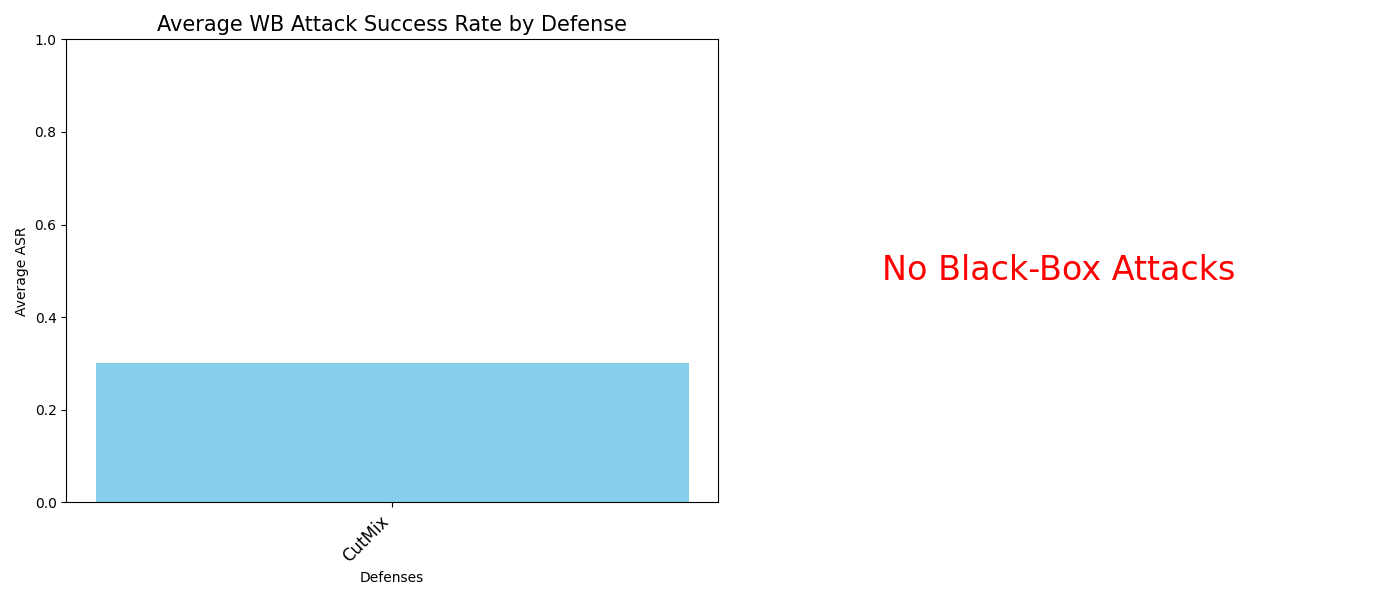 Average WB Attack Success Rate by Defense
1.0
0.8
0.6
0.4
0.2
0.0
Average ASR
CutMix
Defenses
No Black-Box Attacks